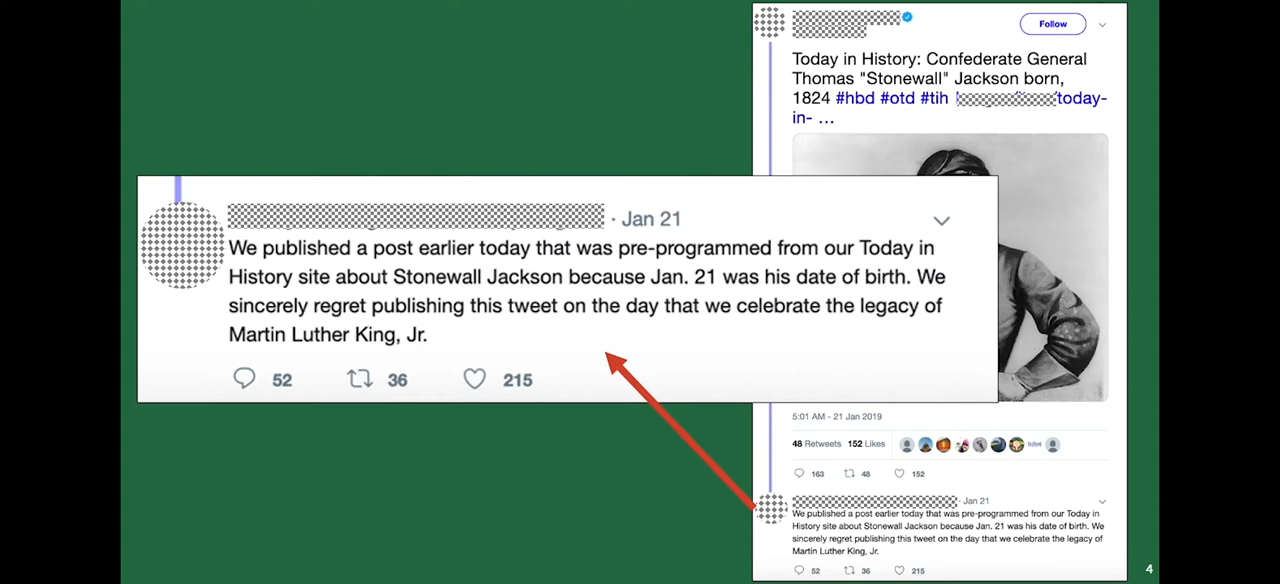 Follow
Today in History: Confederate General
Thomas "Stonewall" Jackson born,
1824 #hbd #otd #tih today-
in- …
· Jan 21
We published a post earlier today that was pre-programmed from our Today in
History site about Stonewall Jackson because Jan. 21 was his date of birth. We
sincerely regret publishing this tweet on the day that we celebrate the legacy of
Martin Luther King, Jr.
52 36 215
5:01 AM - 21 Jan 2019
48 Retweets 152 Likes
163 48 152
· Jan 21
We published a post earlier today that was pre-programmed from our Today in
History site about Stonewall Jackson because Jan. 21 was his date of birth. We
sincerely regret publishing this tweet on the day that we celebrate the legacy of
Martin Luther King, Jr.
52 36 215
4